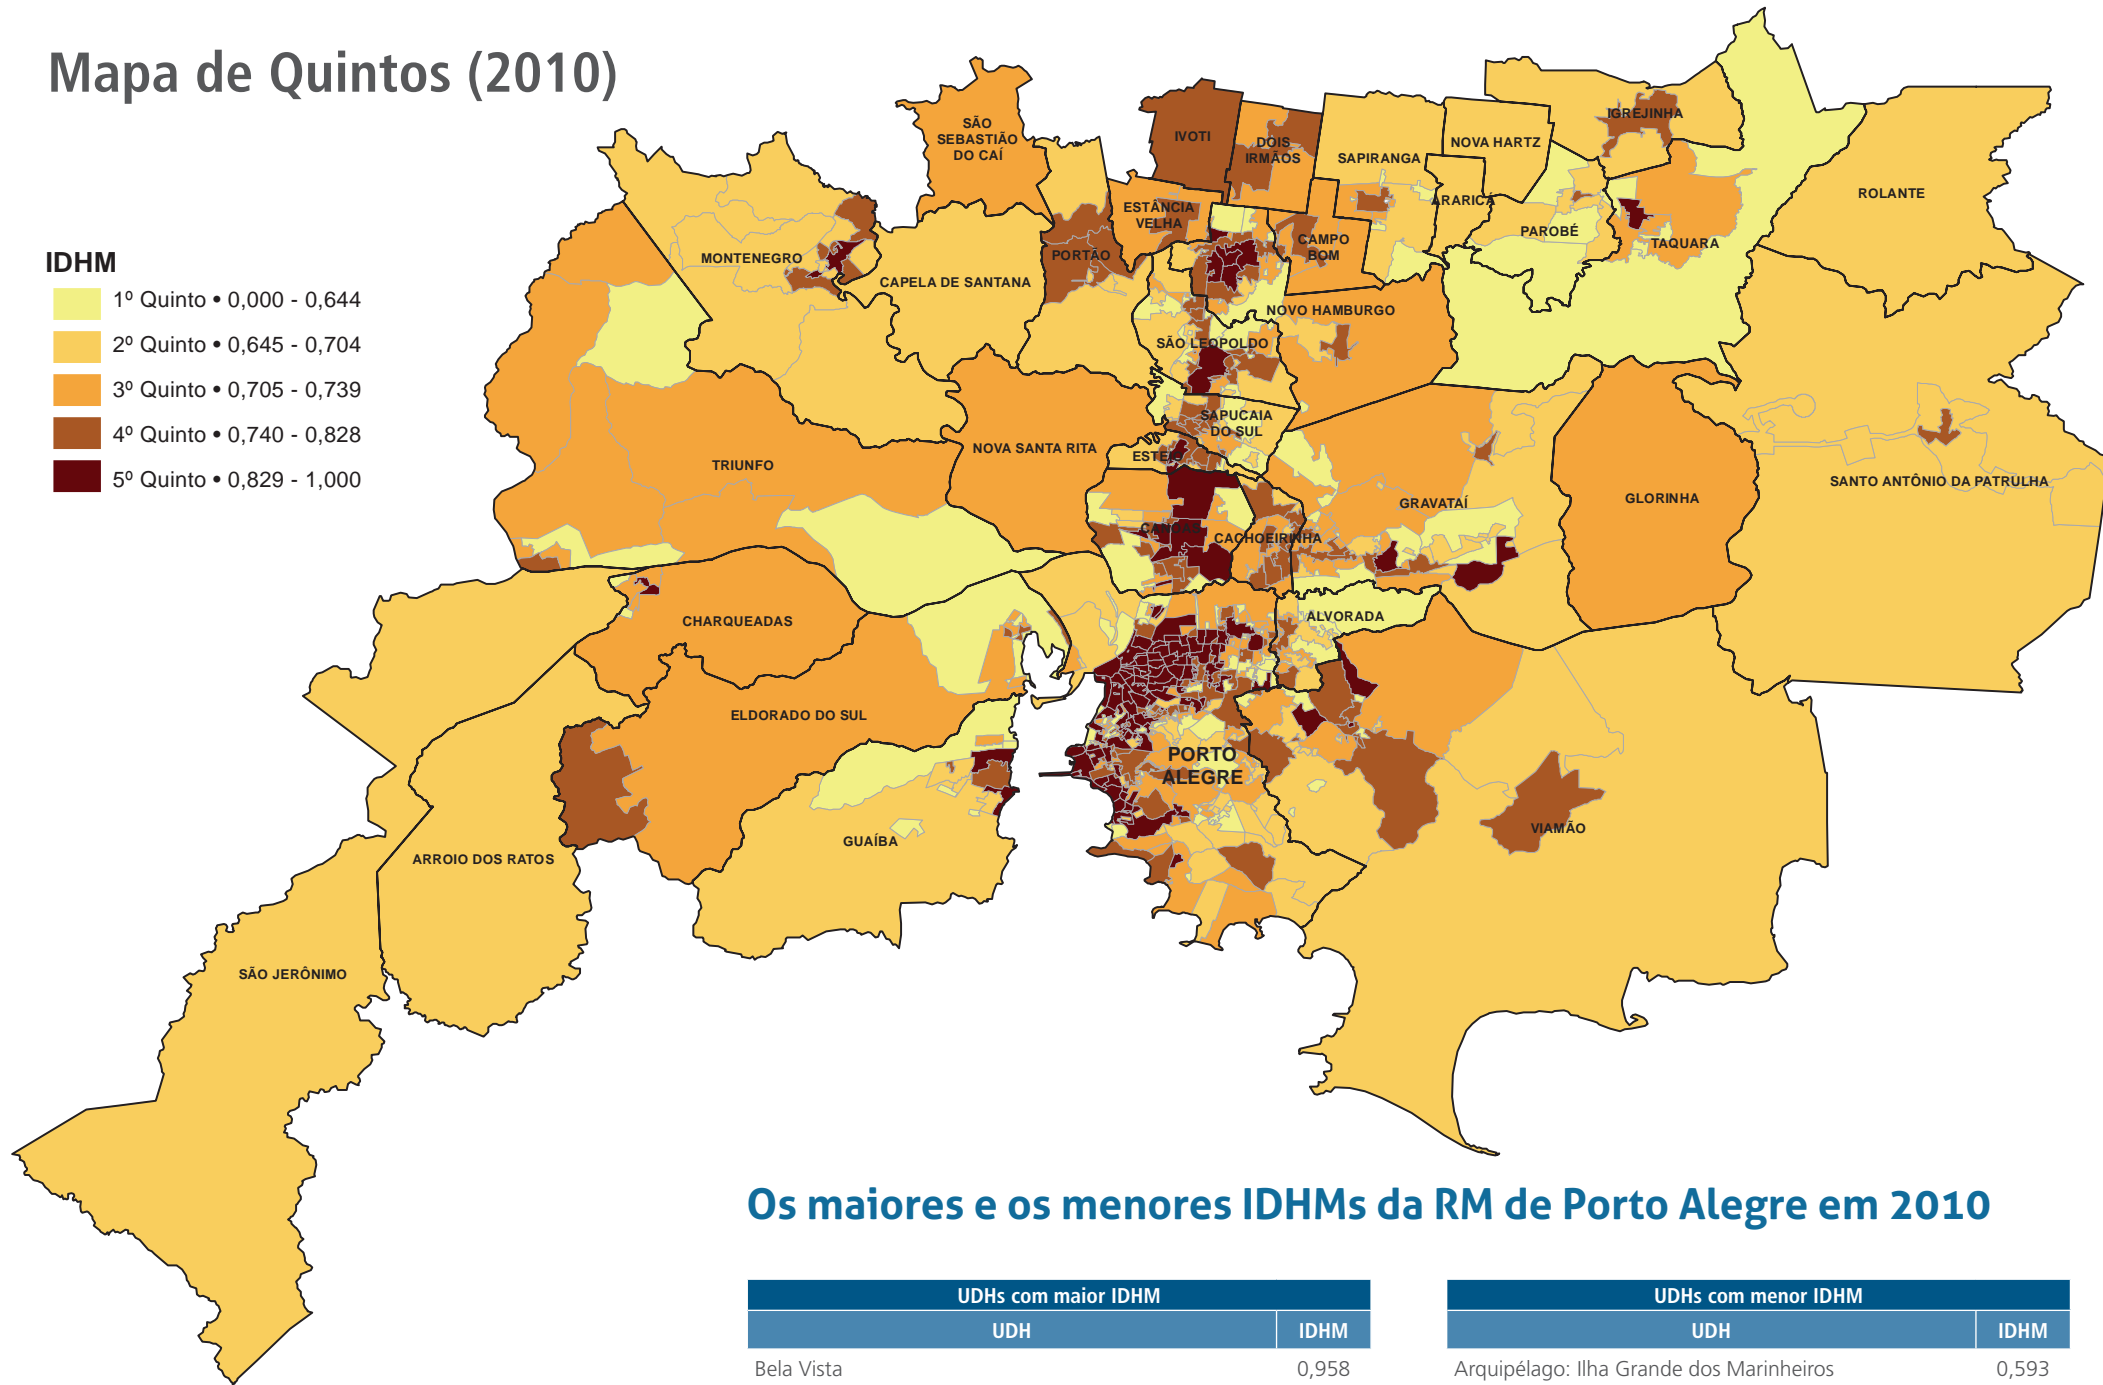 Mapa de Quintos (2010)
IDHM
1º Quinto • 0,000 - 0,644
2º Quinto • 0,645 - 0,704
3º Quinto • 0,705 - 0,739
4º Quinto • 0,740 - 0,828
5º Quinto • 0,829 - 1,000
SÃO
SEBASTIÃO
DO CAÍ
IVOTI
DOIS
IRMÃOS
SAPIRANGA
NOVA HARTZ
IGREJINHA
ROLANTE
ARARICÁ
ESTÂNCIA
VELHA
CAMPO
BOM
PAROBÉ
TAQUARA
MONTENEGRO
PORTÃO
CAPELA DE SANTANA
NOVO HAMBURGO
SÃO LEOPOLDO
SAPUCAIA
DO SUL
NOVA SANTA RITA
ESTEIO
TRIUNFO
GRAVATAÍ
GLORINHA
SANTO ANTÔNIO DA PATRULHA
CANOAS
CACHOEIRINHA
CHARQUEADAS
ALVORADA
ELDORADO DO SUL
PORTO
ALEGRE
GUAÍBA
VIAMÃO
ARROIO DOS RATOS
SÃO JERÔNIMO
Os maiores e os menores IDHMs da RM de Porto Alegre em 2010
UDHs com maior IDHM
UDH IDHM
Bela Vista 0,958
UDHs com menor IDHM
UDH IDHM
Arquipélago: Ilha Grande dos Marinheiros 0,593